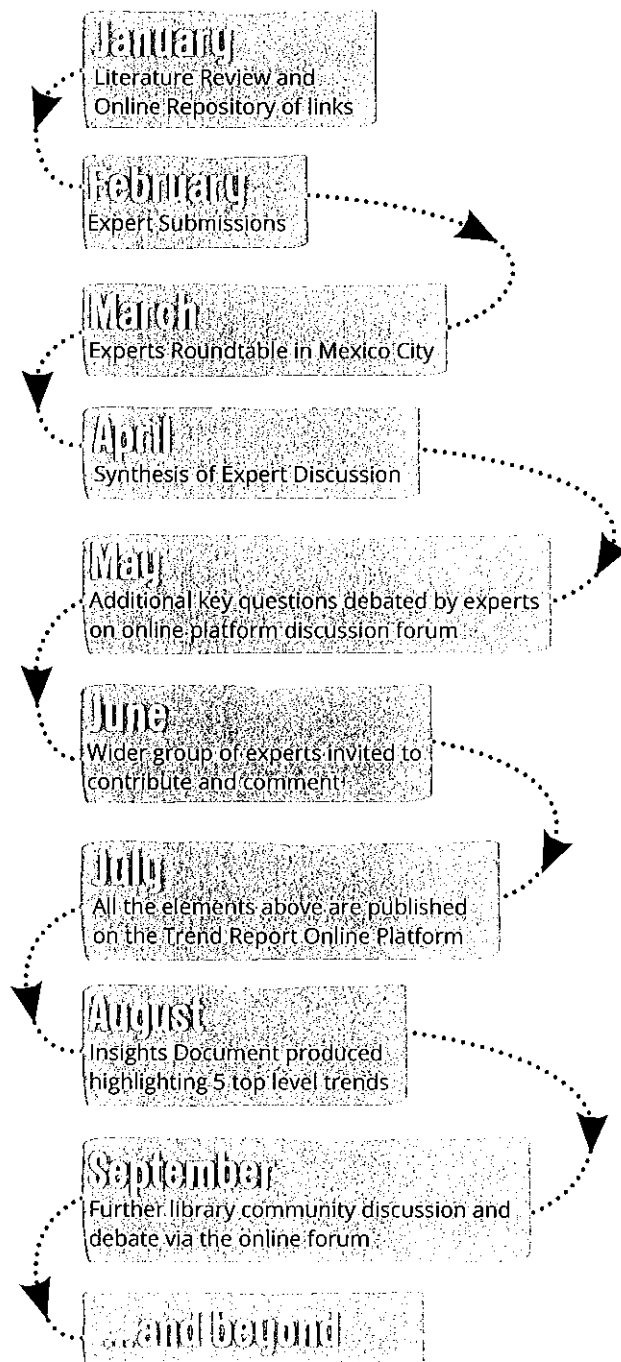 January
Literature Review and
Online Repository of links
February
Expert Submissions
March
Experts Roundtable in Mexico City
April
Synthesis of Expert Discussion
May
Additional key questions debated by experts
on online platform discussion forum
June
Wider group of experts invited to
contribute and comment
July
All the elements above are published
on the Trend Report Online Platform
August
Insights Document produced
highlighting 5 top level trends
September
Further library community discussion and
debate via the online forum
...and beyond